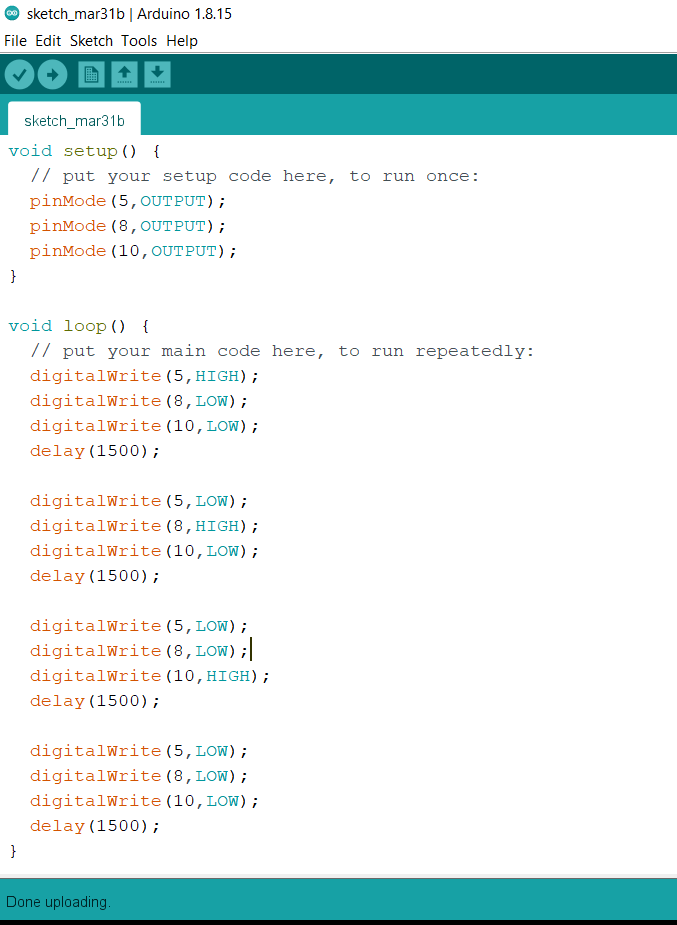 sketch_mar31b | Arduino 1.8.15
File Edit Sketch Tools Help
sketch_mar31b
void setup() {
  // put your setup code here, to run once:
  pinMode(5,OUTPUT);
  pinMode(8,OUTPUT);
  pinMode(10,OUTPUT);
}
void loop() {
  // put your main code here, to run repeatedly:
  digitalWrite(5,HIGH);
  digitalWrite(8,LOW);
  digitalWrite(10,LOW);
  delay(1500);
  digitalWrite(5,LOW);
  digitalWrite(8,HIGH);
  digitalWrite(10,LOW);
  delay(1500);
  digitalWrite(5,LOW);
  digitalWrite(8,LOW);
  digitalWrite(10,HIGH);
  delay(1500);
  digitalWrite(5,LOW);
  digitalWrite(8,LOW);
  digitalWrite(10,LOW);
  delay(1500);
}
Done uploading.